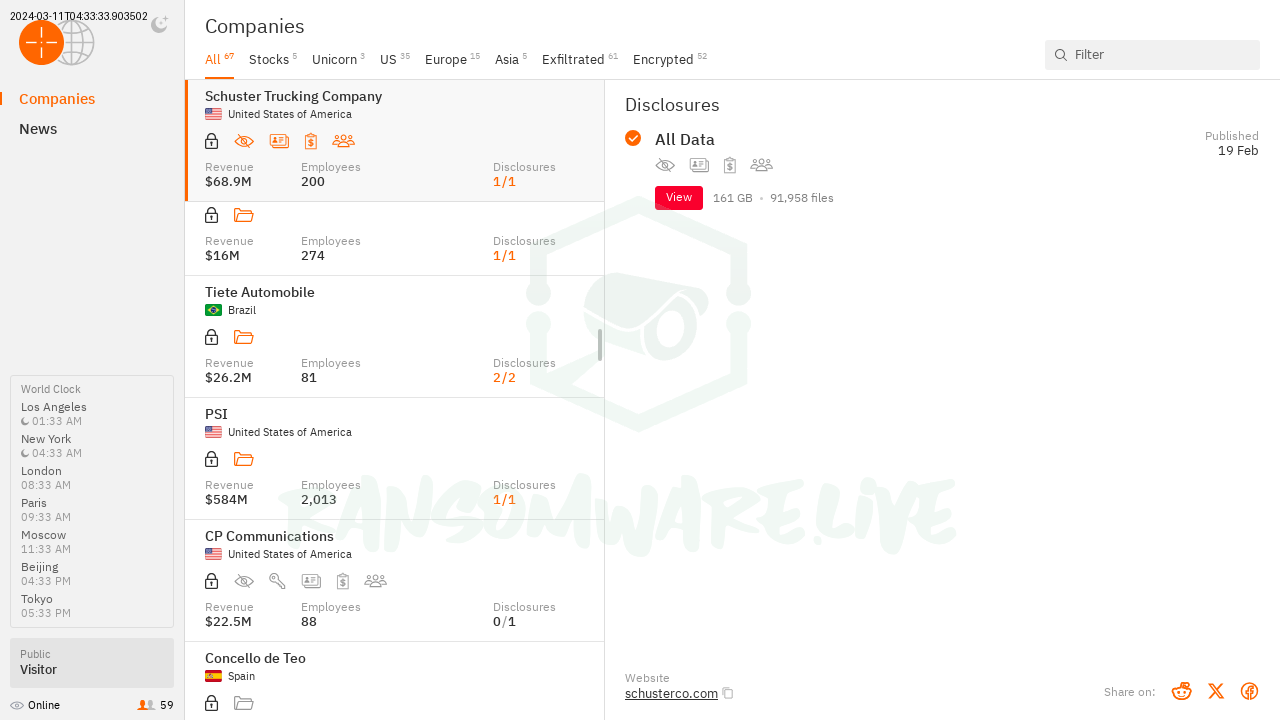 2024-03-11T04:33:33.903502
Companies
News
World Clock
Los Angeles
01:33 AM
New York
04:33 AM
London
08:33 AM
Paris
09:33 AM
Moscow
11:33 AM
Beijing
04:33 PM
Tokyo
05:33 PM
Public
Visitor
Online 59
Companies
All 67 Stocks 5 Unicorn 3 US 35 Europe 15 Asia 5 Exfiltrated 61 Encrypted 52
Filter
Schuster Trucking Company
United States of America
Revenue Employees Disclosures
$68.9M 200 1/1
Revenue Employees Disclosures
$16M 274 1/1
Tiete Automobile
Brazil
Revenue Employees Disclosures
$26.2M 81 2/2
PSI
United States of America
Revenue Employees Disclosures
$584M 2,013 1/1
CP Communications
United States of America
Revenue Employees Disclosures
$22.5M 88 0/1
Concello de Teo
Spain
Disclosures
All Data
Published
19 Feb
View 161 GB • 91,958 files
RANSOMWARE.LIVE
Website
schusterco.com
Share on: